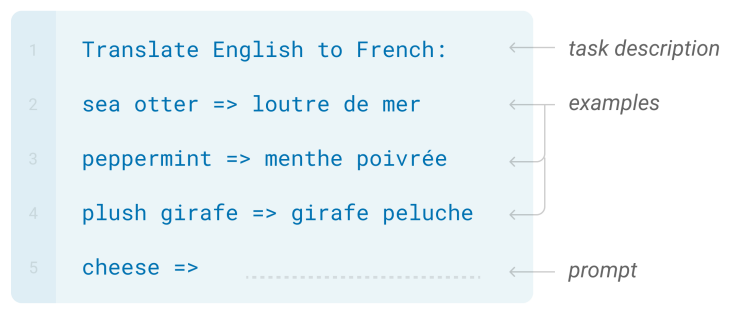 1 Translate English to French: task description
2 sea otter => loutre de mer examples
3 peppermint => menthe poivrée
4 plush girafe => girafe peluche
5 cheese => prompt